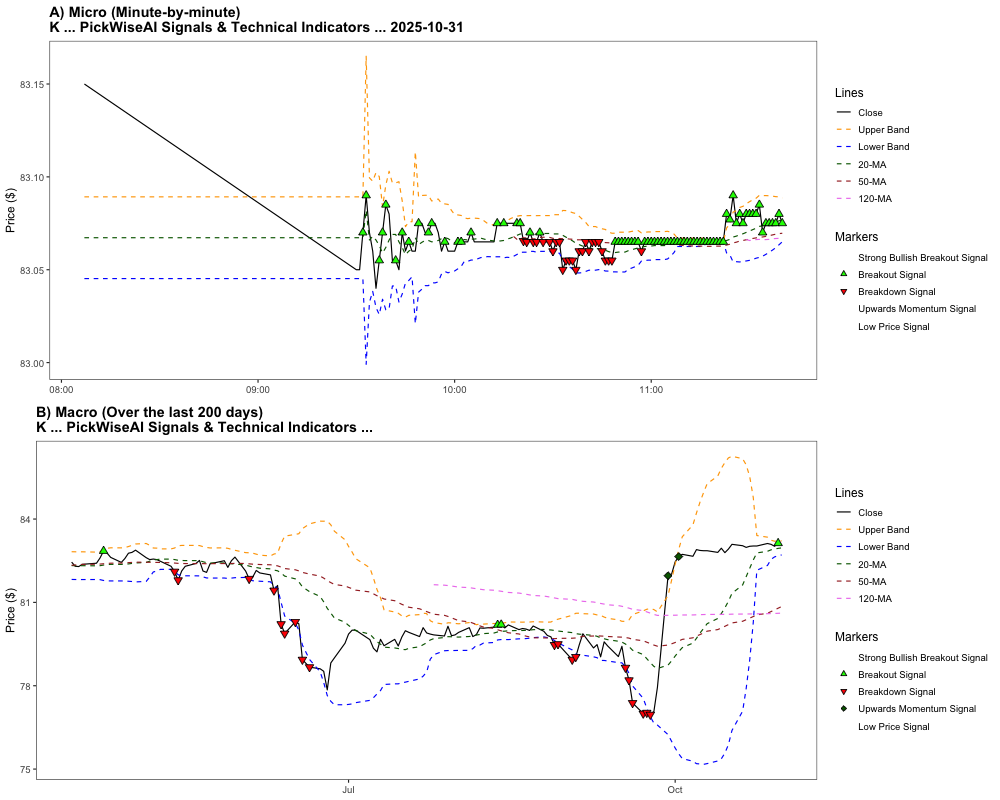 A) Micro (Minute-by-minute)
K ... PickWiseAI Signals & Technical Indicators ... 2025-10-31
Price ($)
83.15
83.10
83.05
83.00
08:00
09:00
10:00
11:00
Lines
Close
Upper Band
Lower Band
20-MA
50-MA
120-MA
Markers
Strong Bullish Breakout Signal
Breakout Signal
Breakdown Signal
Upwards Momentum Signal
Low Price Signal
B) Macro (Over the last 200 days)
K ... PickWiseAI Signals & Technical Indicators ...
Price ($)
84
81
78
75
Jul
Oct
Lines
Close
Upper Band
Lower Band
20-MA
50-MA
120-MA
Markers
Strong Bullish Breakout Signal
Breakout Signal
Breakdown Signal
Upwards Momentum Signal
Low Price Signal